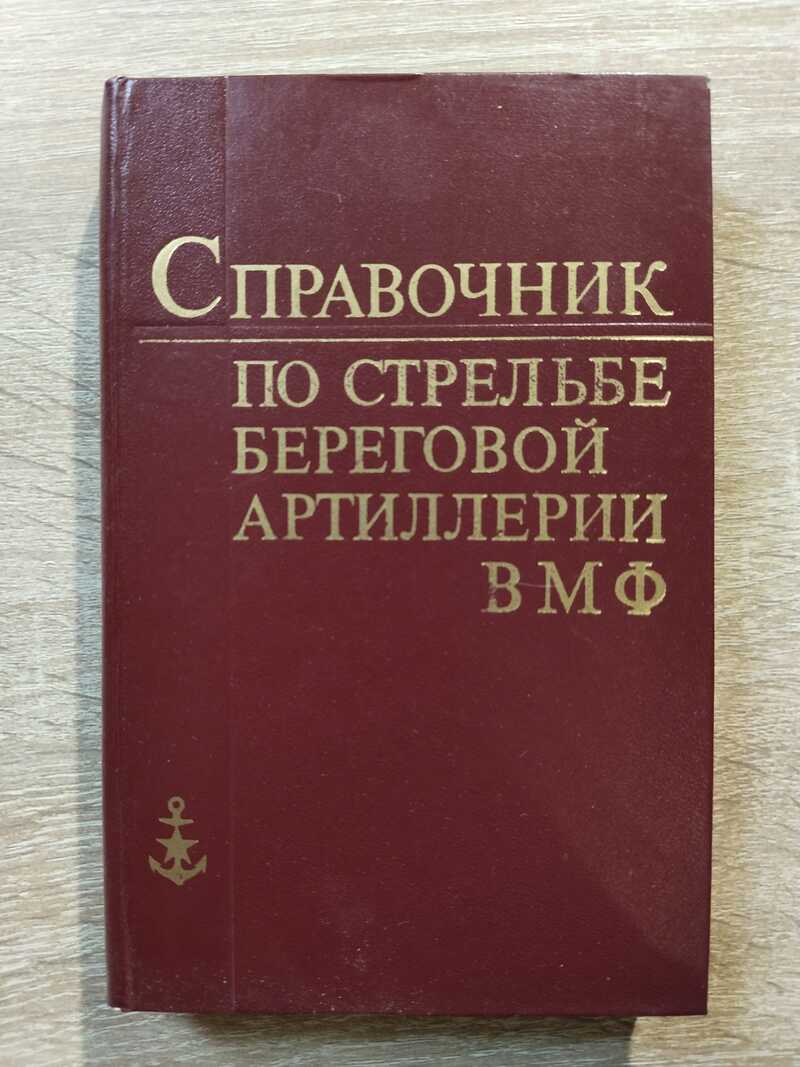 Справочник
по стрельбе
береговой
артиллерии
ВМФ